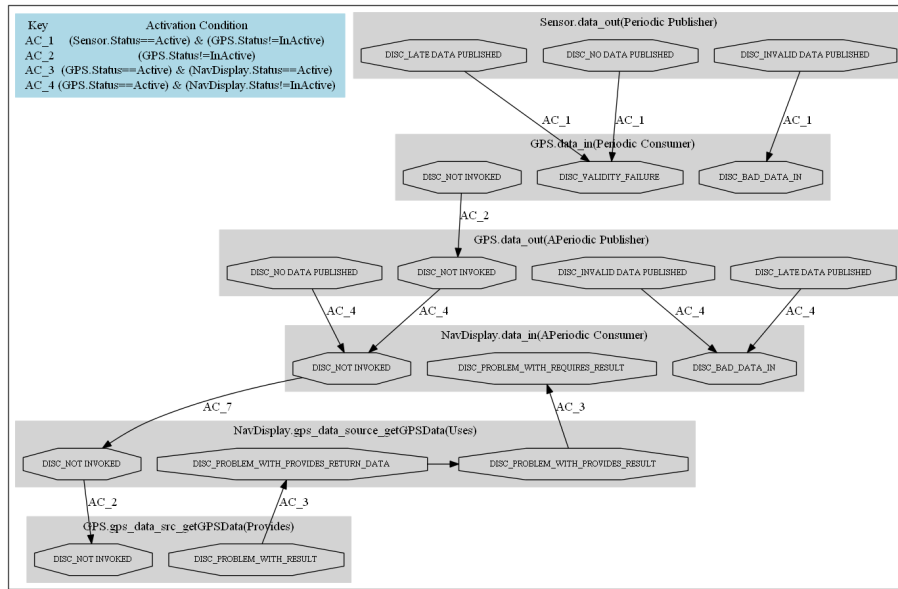 Key Activation Condition
AC_1 (Sensor.Status==Active) & (GPS.Status!=InActive)
AC_2 (GPS.Status!=InActive)
AC_3 (GPS.Status==Active) & (NavDisplay.Status==Active)
AC_4 (GPS.Status==Active) & (NavDisplay.Status!=InActive)
Sensor.data_out(Periodic Publisher)
DISC_LATE DATA PUBLISHED DISC_NO DATA PUBLISHED DISC_INVALID DATA PUBLISHED
AC_1 AC_1 AC_1
GPS.data_in(Periodic Consumer)
DISC_NOT INVOKED DISC_VALIDITY_FAILURE DISC_BAD_DATA_IN
AC_2
GPS.data_out(APeriodic Publisher)
DISC_NO DATA PUBLISHED DISC_NOT INVOKED DISC_INVALID DATA PUBLISHED DISC_LATE DATA PUBLISHED
AC_4 AC_4 AC_4 AC_4
NavDisplay.data_in(APeriodic Consumer)
DISC_NOT INVOKED DISC_PROBLEM_WITH_REQUIRES_RESULT DISC_BAD_DATA_IN
AC_7 AC_3
NavDisplay.gps_data_source_getGPSData(Uses)
DISC_NOT INVOKED DISC_PROBLEM_WITH_PROVIDES_RETURN_DATA DISC_PROBLEM_WITH_PROVIDES_RESULT
AC_2 AC_3
GPS.gps_data_src_getGPSData(Provides)
DISC_NOT INVOKED DISC_PROBLEM_WITH_RESULT